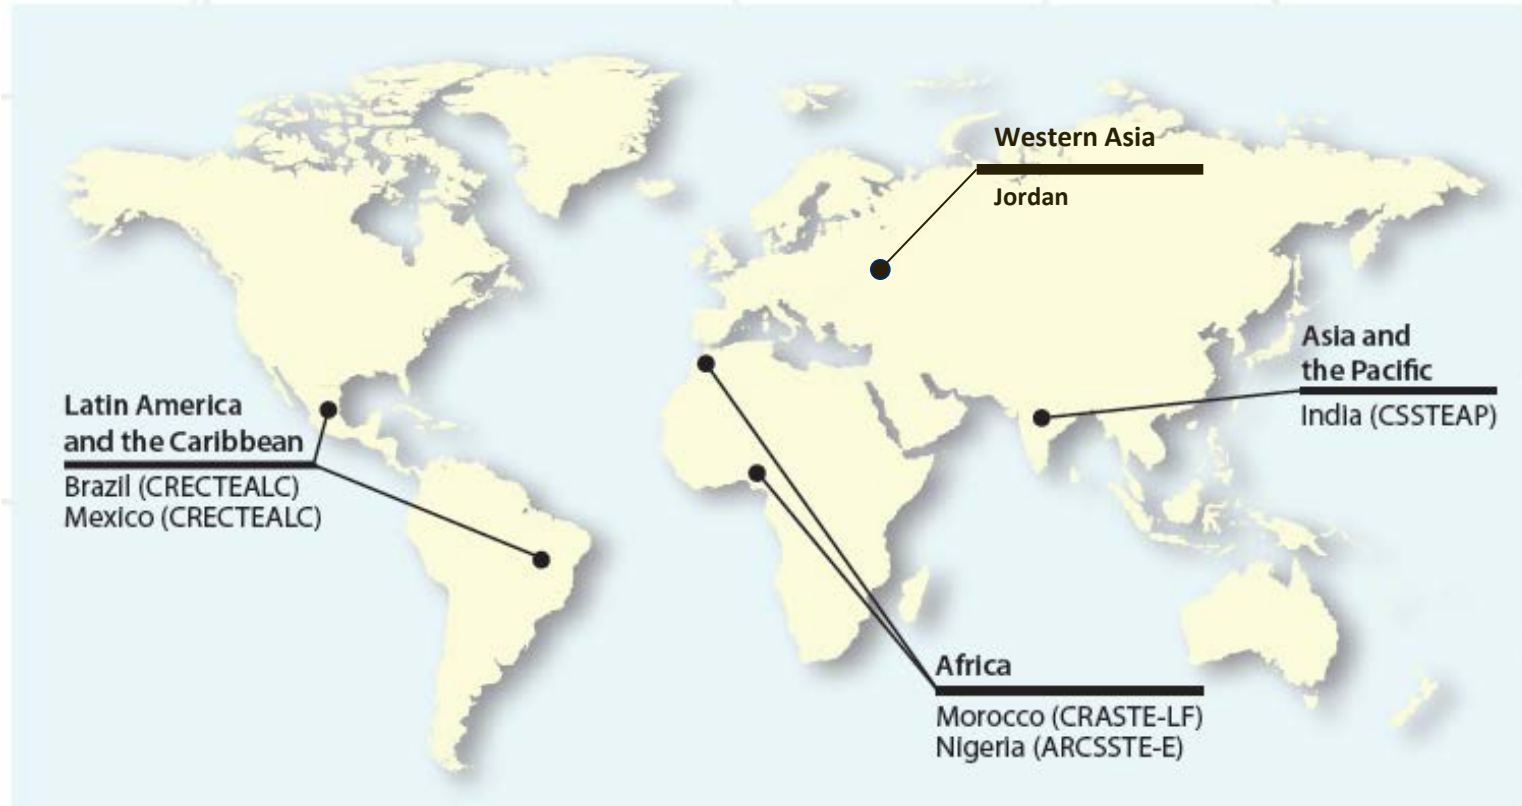 Western Asia
Jordan
Asia and
the Pacific
India (CSSTEAP)
Latin America
and the Caribbean
Brazil (CRECTEALC)
Mexico (CRECTEALC)
Africa
Morocco (CRASTE-LF)
Nigeria (ARCSSTE-E)